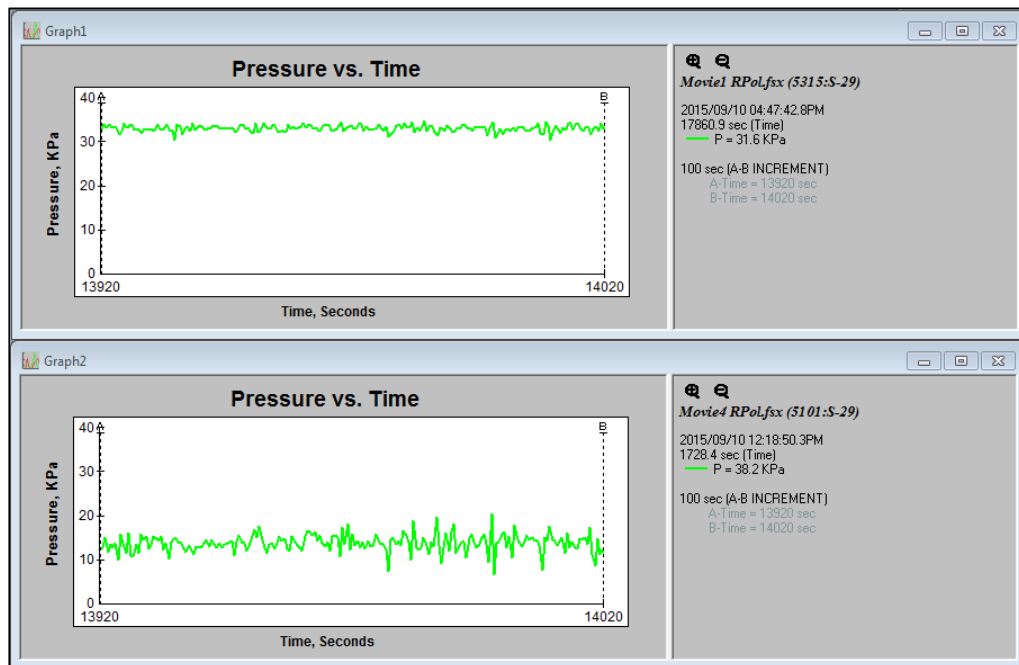 Graph1
Pressure vs. Time
40
A
B
30
20
10
0
Pressure, KPa
13920
14020
Time, Seconds
Movie1 RPol.fsx (5315:S-29)
2015/09/10 04:47:42.8PM
17860.9 sec (Time)
P = 31.6 KPa
100 sec (A-B INCREMENT)
A-Time = 13920 sec
B-Time = 14020 sec
Graph2
Pressure vs. Time
40
A
B
30
20
10
0
Pressure, KPa
13920
14020
Time, Seconds
Movie4 RPol.fsx (5101:S-29)
2015/09/10 12:18:50.3PM
1728.4 sec (Time)
P = 38.2 KPa
100 sec (A-B INCREMENT)
A-Time = 13920 sec
B-Time = 14020 sec